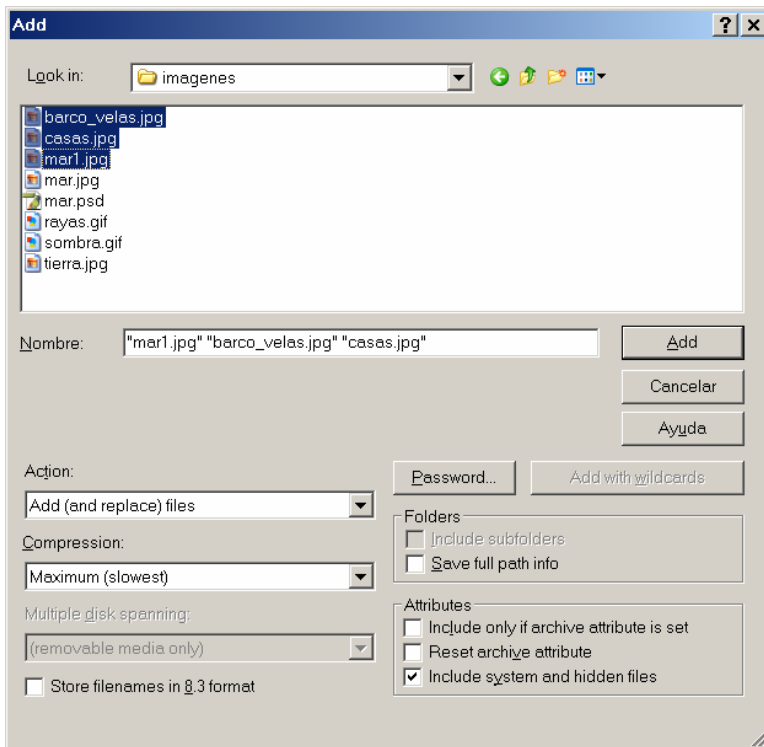 Add
Look in:
imagenes
barco_velas.jpg
casas.jpg
mar1.jpg
mar.jpg
mar.psd
rayas.gif
sombra.gif
tierra.jpg
Nombre:
"mar1.jpg" "barco_velas.jpg" "casas.jpg"
Add
Cancelar
Ayuda
Action:
Add (and replace) files
Password...
Add with wildcards
Compression:
Maximum (slowest)
Folders
Include subfolders
Save full path info
Multiple disk spanning:
(removable media only)
Attributes
Include only if archive attribute is set
Reset archive attribute
Include system and hidden files
Store filenames in 8.3 format